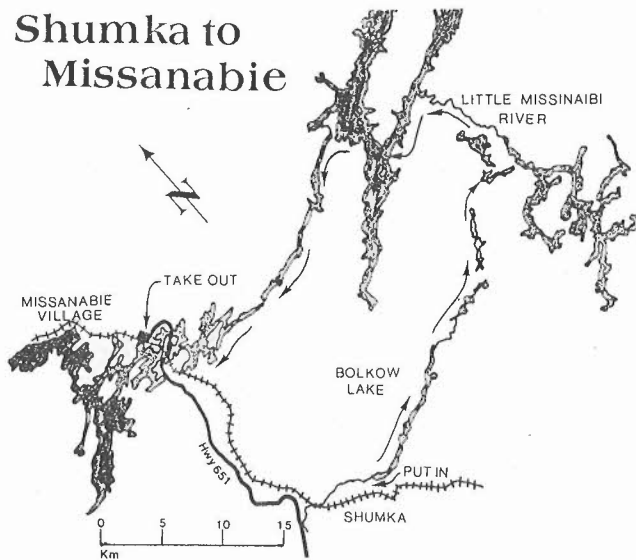 Shumka to
Missanabie
LITTLE MISSINAIBI
RIVER
N
TAKE OUT
MISSANABIE
VILLAGE
BOLKOW
LAKE
Hwy 651
PUT IN
SHUMKA
0 5 10 15
Km